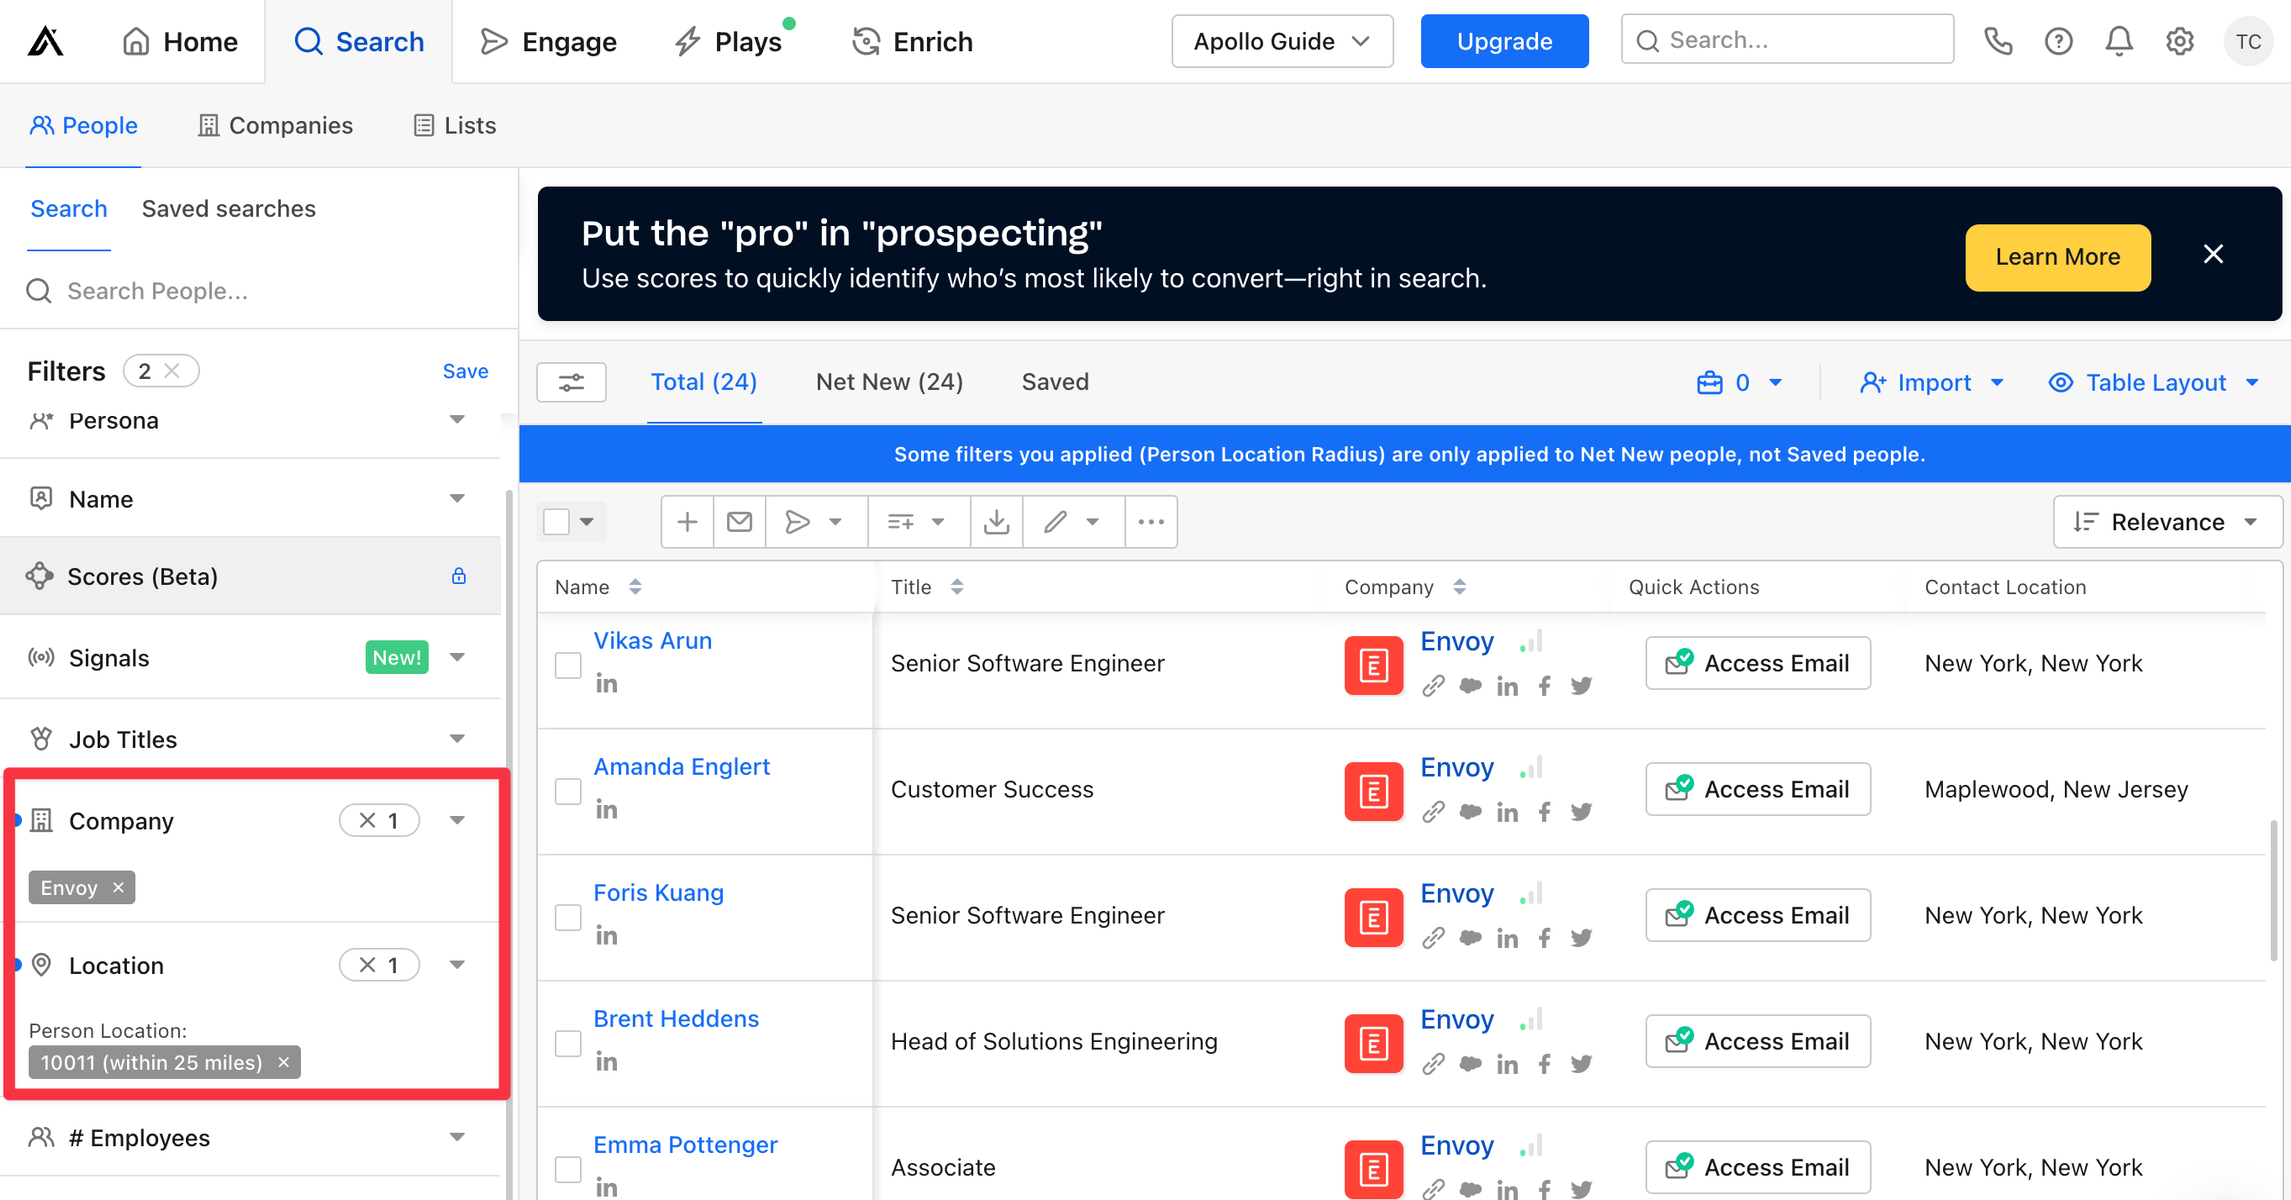 Home
Search
Engage
Plays
Enrich
Apollo Guide
Upgrade
Search...
TC
People
Companies
Lists
Search
Saved searches
Search People...
Filters 2
Save
Persona
Name
Scores (Beta)
Signals
New!
Job Titles
Company
1
Envoy
Location
1
Person Location:
10011 (within 25 miles)
# Employees
Put the "pro" in "prospecting"
Use scores to quickly identify who’s most likely to convert—right in search.
Learn More
Total (24)
Net New (24)
Saved
0
Import
Table Layout
Some filters you applied (Person Location Radius) are only applied to Net New people, not Saved people.
Relevance
Name
Title
Company
Quick Actions
Contact Location
Vikas Arun
in
Senior Software Engineer
E
Envoy
in
f
Access Email
New York, New York
Amanda Englert
in
Customer Success
E
Envoy
in
f
Access Email
Maplewood, New Jersey
Foris Kuang
in
Senior Software Engineer
E
Envoy
in
f
Access Email
New York, New York
Brent Heddens
in
Head of Solutions Engineering
E
Envoy
in
f
Access Email
New York, New York
Emma Pottenger
in
Associate
E
Envoy
in
f
Access Email
New York, New York